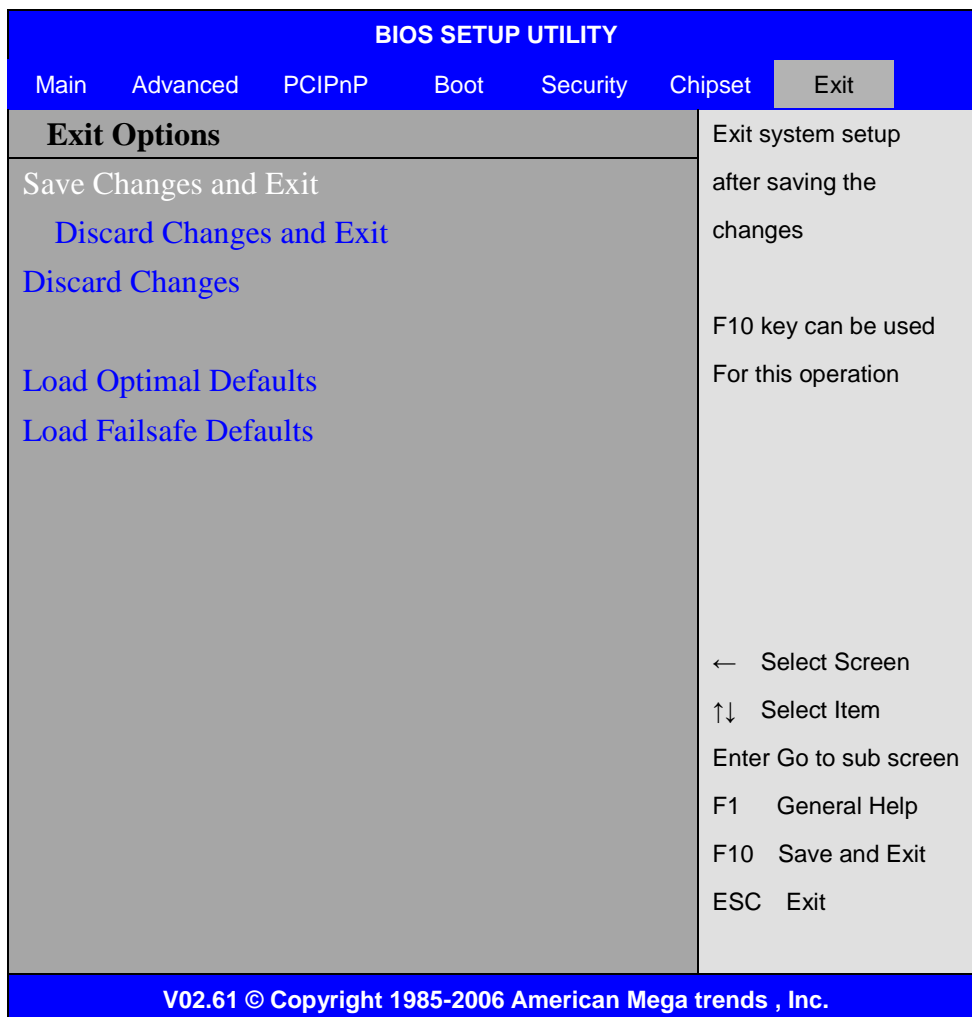 BIOS SETUP UTILITY
Main Advanced PCIPnP Boot Security Chipset Exit
Exit Options
Save Changes and Exit
Discard Changes and Exit
Discard Changes
Load Optimal Defaults
Load Failsafe Defaults
Exit system setup
after saving the
changes
F10 key can be used
For this operation
← Select Screen
↑↓ Select Item
Enter Go to sub screen
F1 General Help
F10 Save and Exit
ESC Exit
V02.61 © Copyright 1985-2006 American Mega trends , Inc.